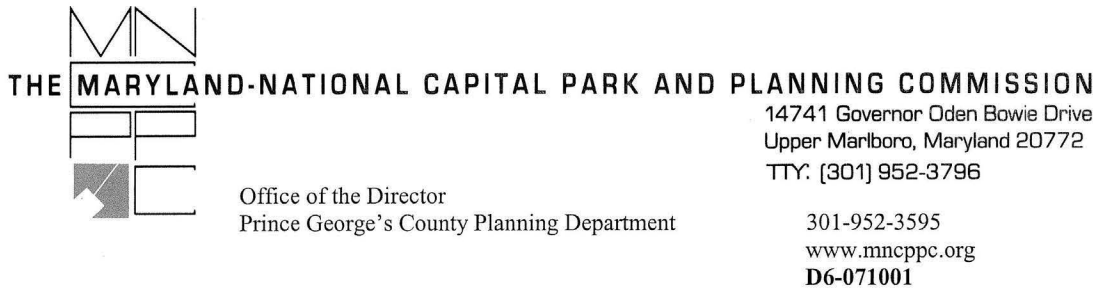 MN
THE MARYLAND-NATIONAL CAPITAL PARK AND PLANNING COMMISSION
PP
C
14741 Governor Oden Bowie Drive
Upper Marlboro, Maryland 20772
TTY: (301) 952-3796
Office of the Director
Prince George's County Planning Department
301-952-3595
www.mncppc.org
D6-071001